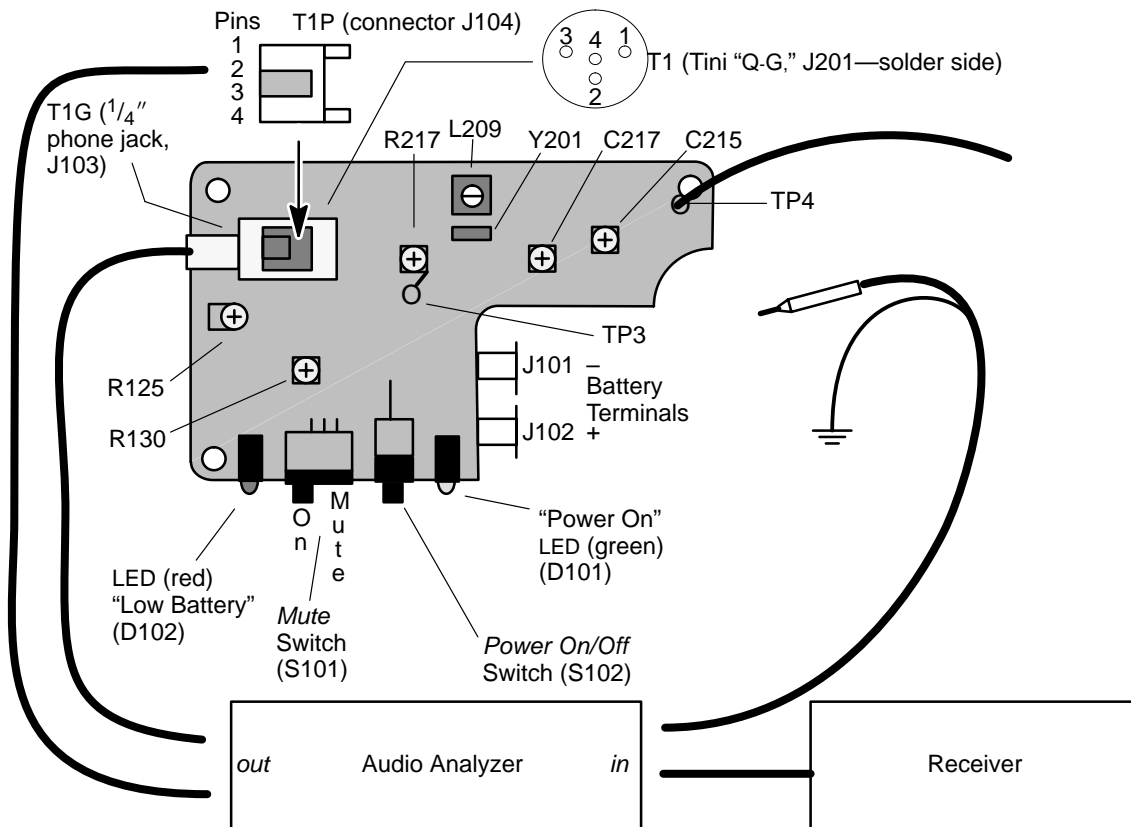 Pins
T1P (connector J104)
1
2
3
4
3
4
1
2
T1 (Tini “Q-G,” J201—solder side)
T1G (1/4″
phone jack,
J103)
R217
L209
Y201
C217
C215
TP4
TP3
R125
R130
J101 –
Battery
Terminals
J102 +
On
Mute
“Power On”
LED (green)
(D101)
LED (red)
“Low Battery”
(D102)
Mute
Switch
(S101)
Power On/Off
Switch (S102)
out
Audio Analyzer
in
Receiver